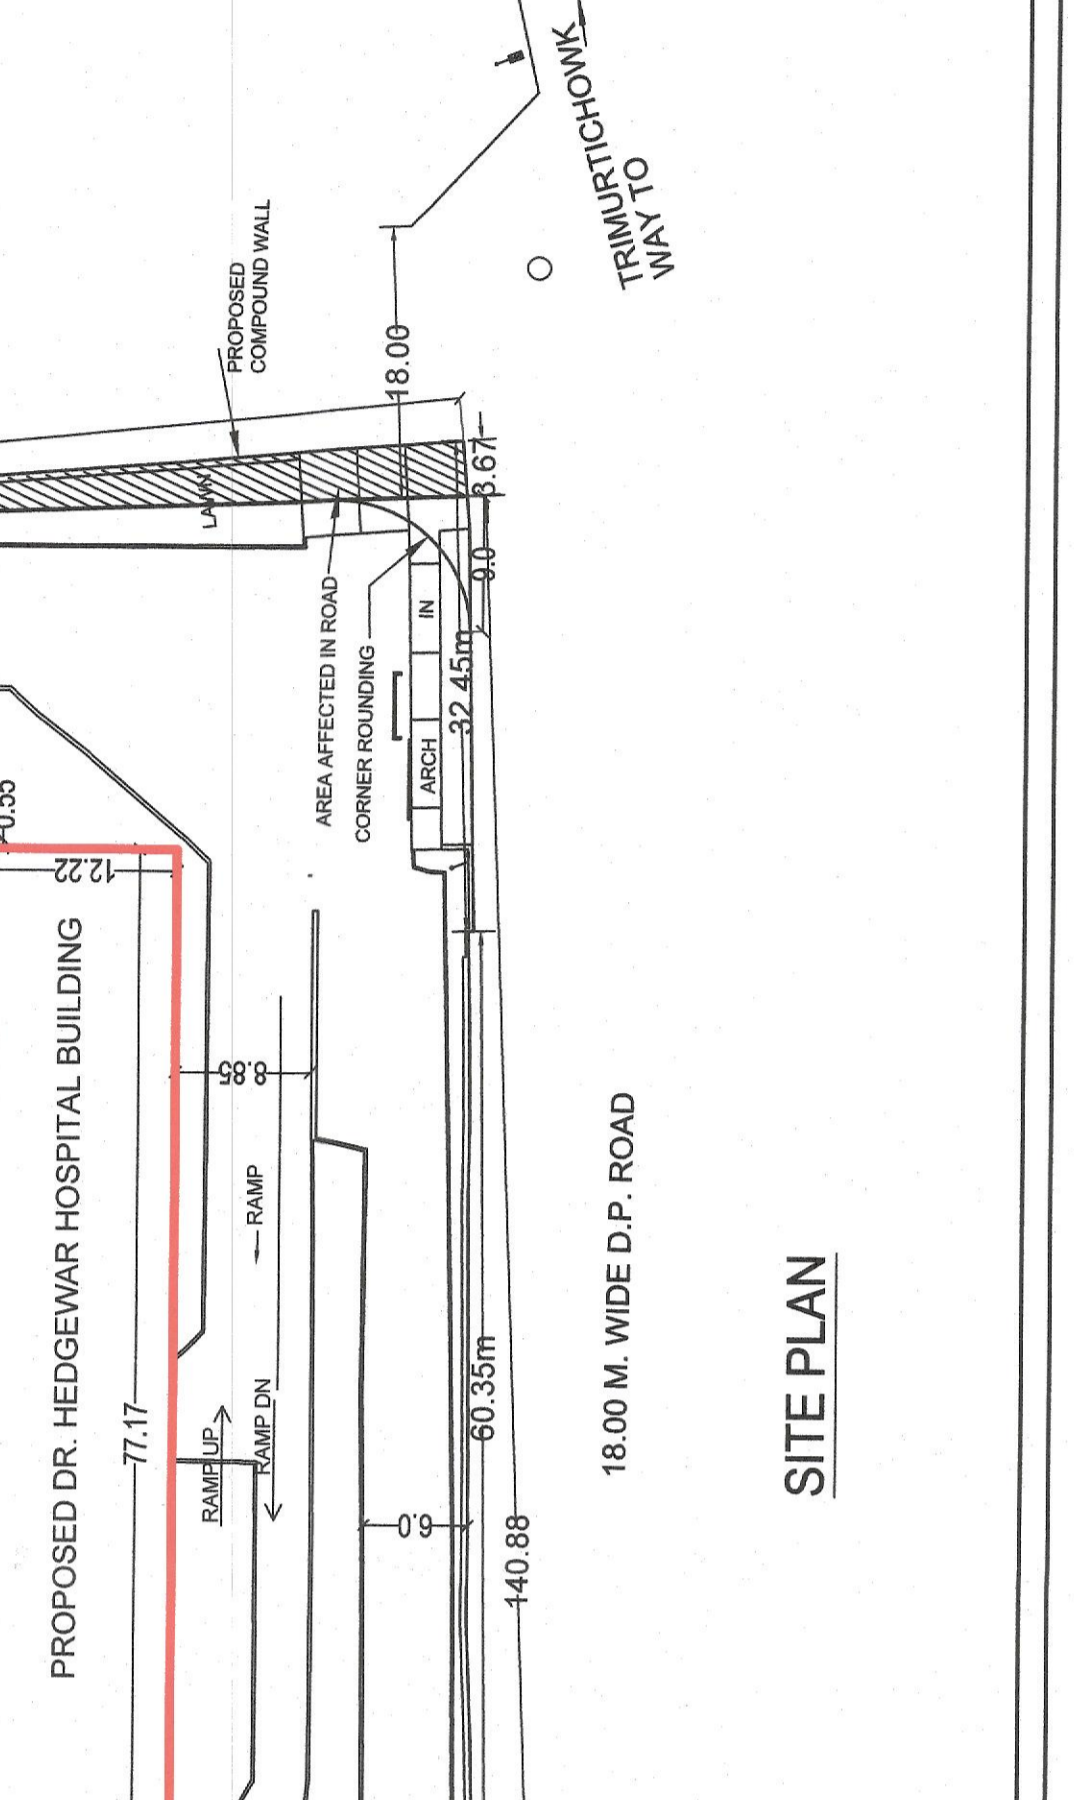 TRIMURTICHOWK
WAY TO
PROPOSED
COMPOUND WALL
18.00
3.67
LAWN
9.0
AREA AFFECTED IN ROAD
CORNER ROUNDING
ARCH
IN
32.45m
12.22
PROPOSED DR. HEDGEWAR HOSPITAL BUILDING
77.17
8.85
RAMP
RAMP UP
RAMP DN
6.0
60.35m
140.88
18.00 M. WIDE D.P. ROAD
SITE PLAN